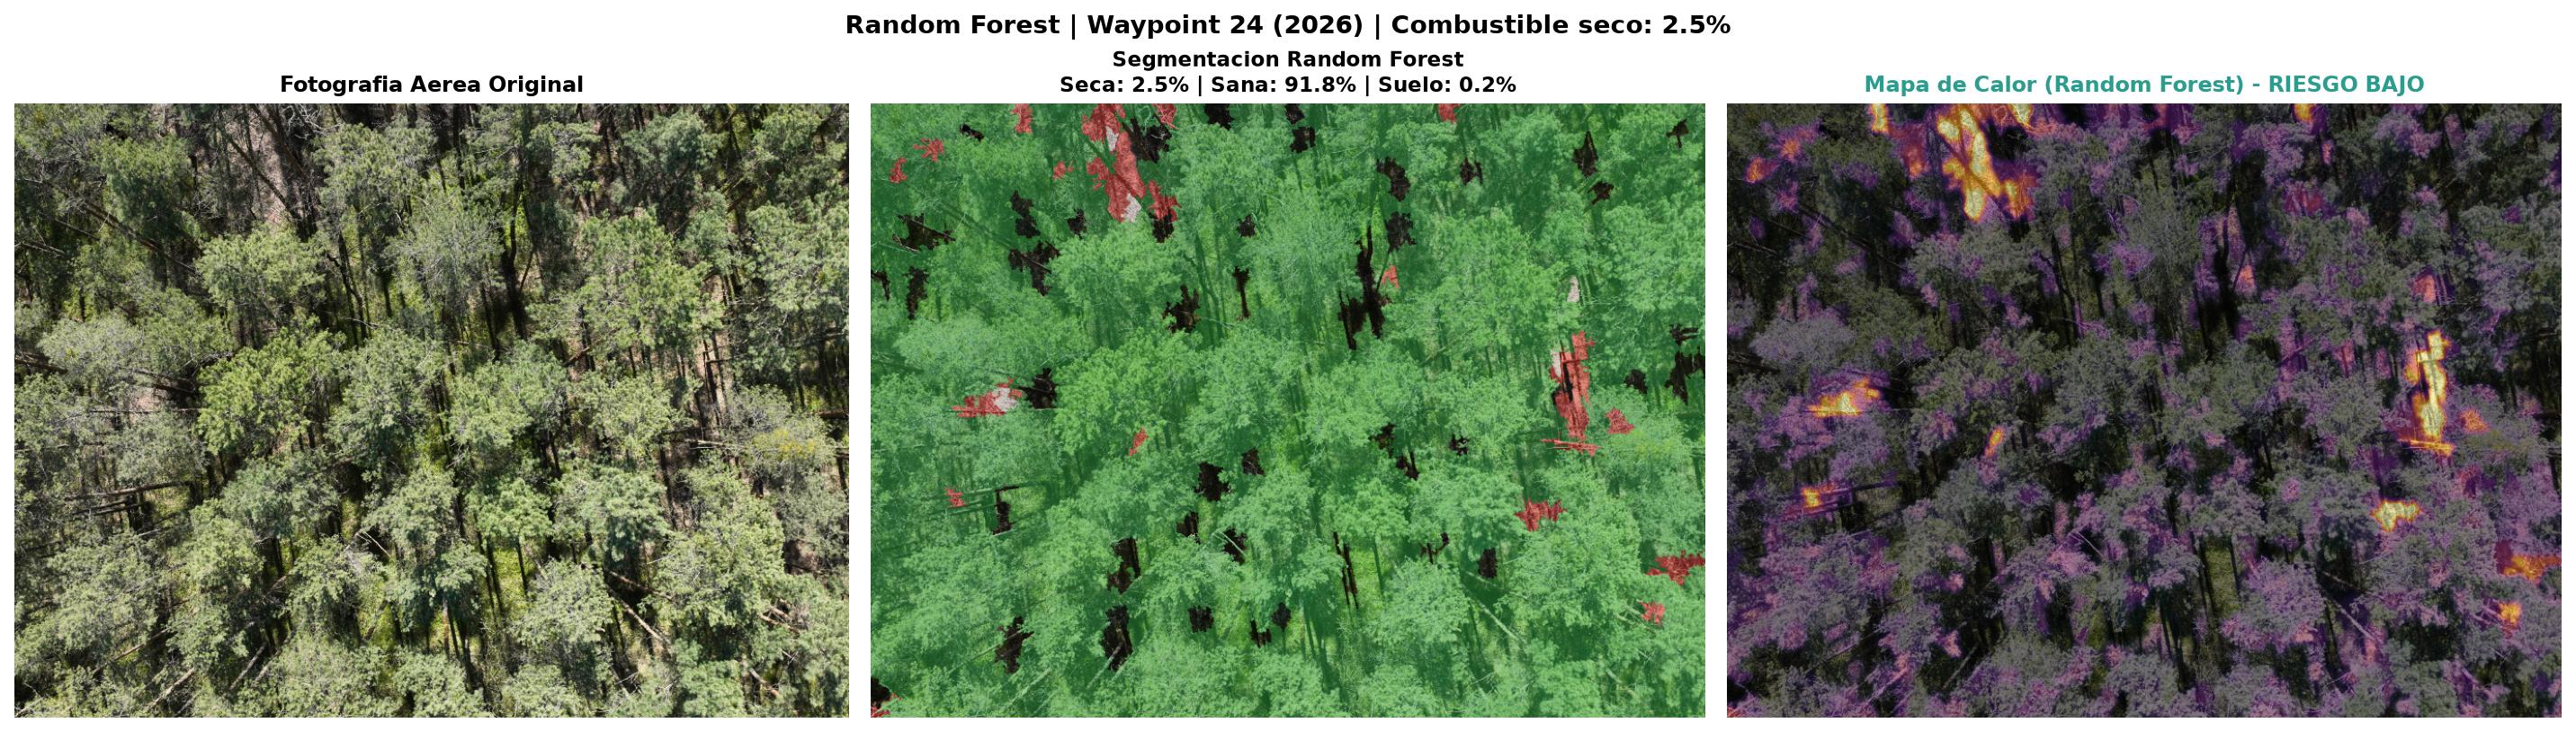 Random Forest | Waypoint 24 (2026) | Combustible seco: 2.5%
Fotografia Aerea Original
Segmentacion Random Forest
Seca: 2.5% | Sana: 91.8% | Suelo: 0.2%
Mapa de Calor (Random Forest) - RIESGO BAJO